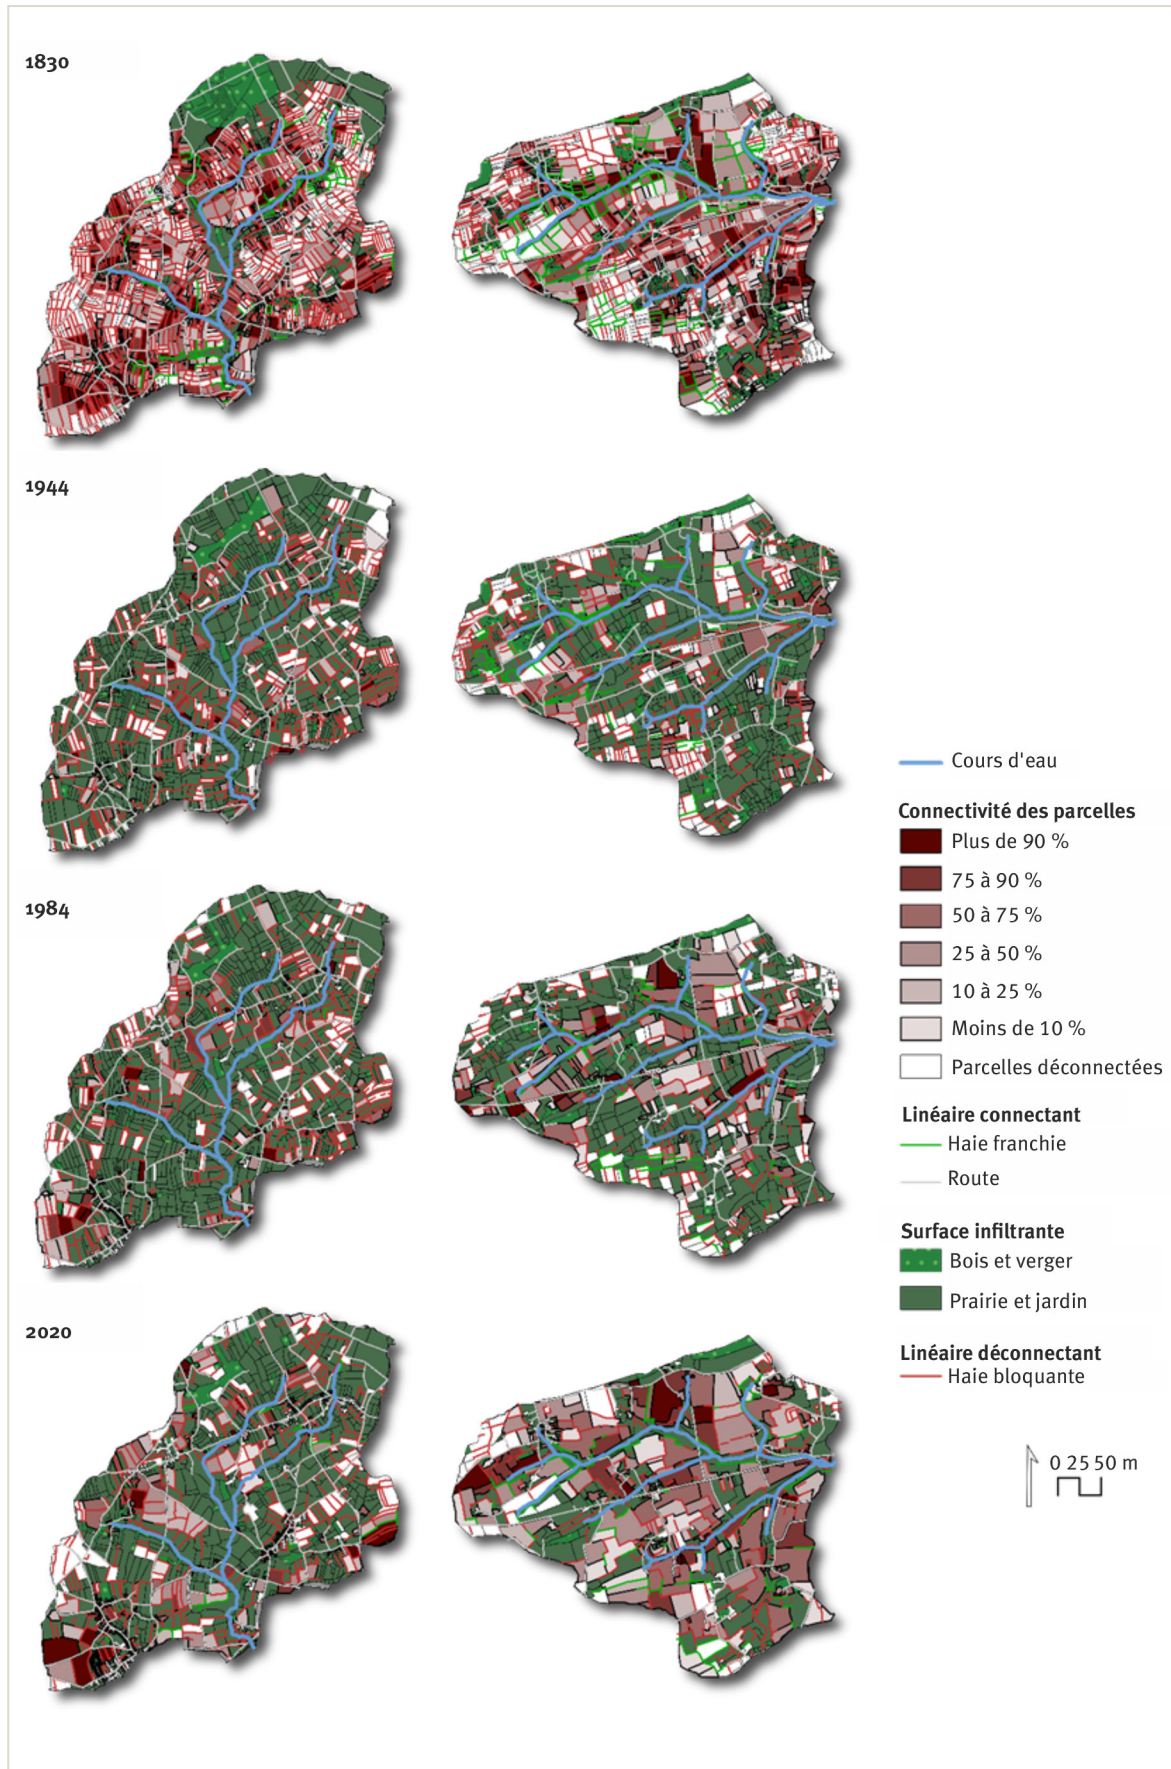 1830
1944
1984
2020
Cours d'eau
Connectivité des parcelles
Plus de 90 %
75 à 90 %
50 à 75 %
25 à 50 %
10 à 25 %
Moins de 10 %
Parcelles déconnectées
Linéaire connectant
Haie franchie
Route
Surface infiltrante
Bois et verger
Prairie et jardin
Linéaire déconnectant
Haie bloquante
0 25 50 m